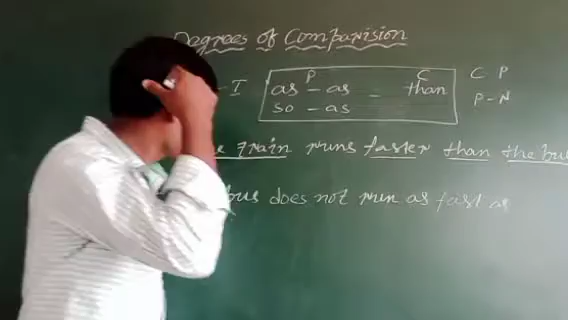 Degrees of Comparision
- I
P C
as - as - than
so - as
C P
P - N
train runs faster than the bus
bus does not run as fast as